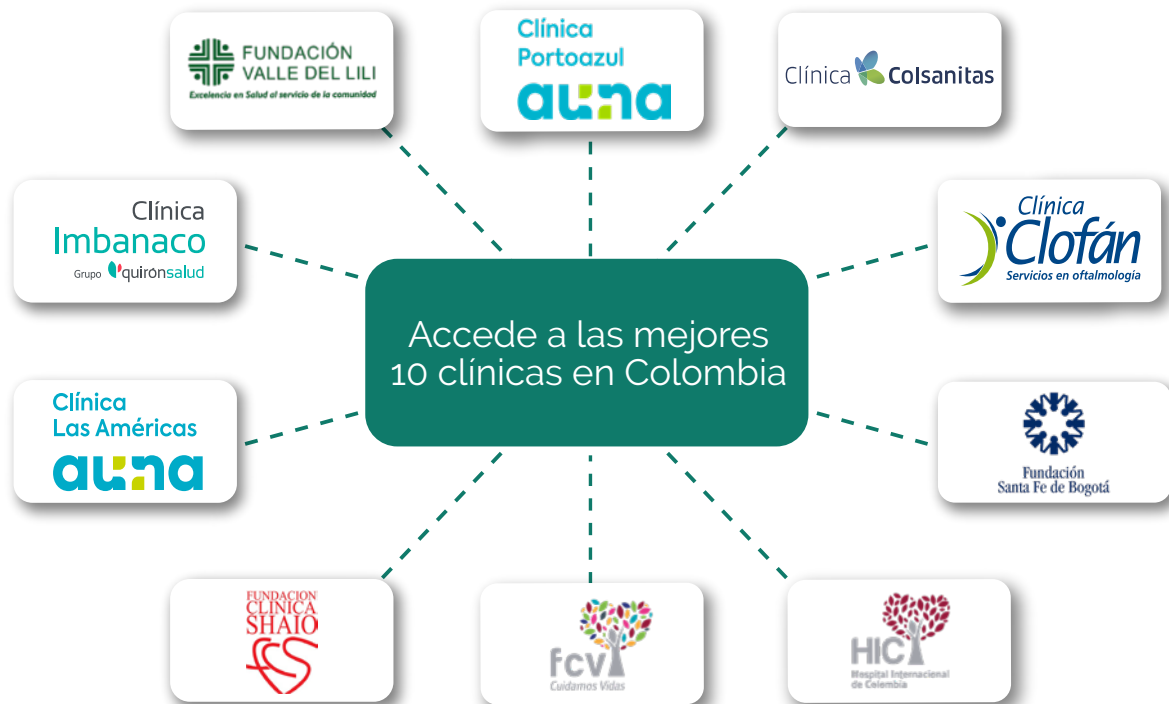 FUNDACIÓN
VALLE DEL LILI
Excelencia en Salud al servicio de la comunidad
Clínica
Portoazul
auna
Clínica Colsanitas
Clínica
Imbanaco
Grupo quirónsalud
Clínica
Clofán
Servicios en oftalmología
Accede a las mejores
10 clínicas en Colombia
Clínica
Las Américas
auna
Fundación
Santa Fe de Bogotá
FUNDACION
CLINICA
SHAIO
fcv
Cuidamos Vidas
HIC
Hospital Internacional
de Colombia